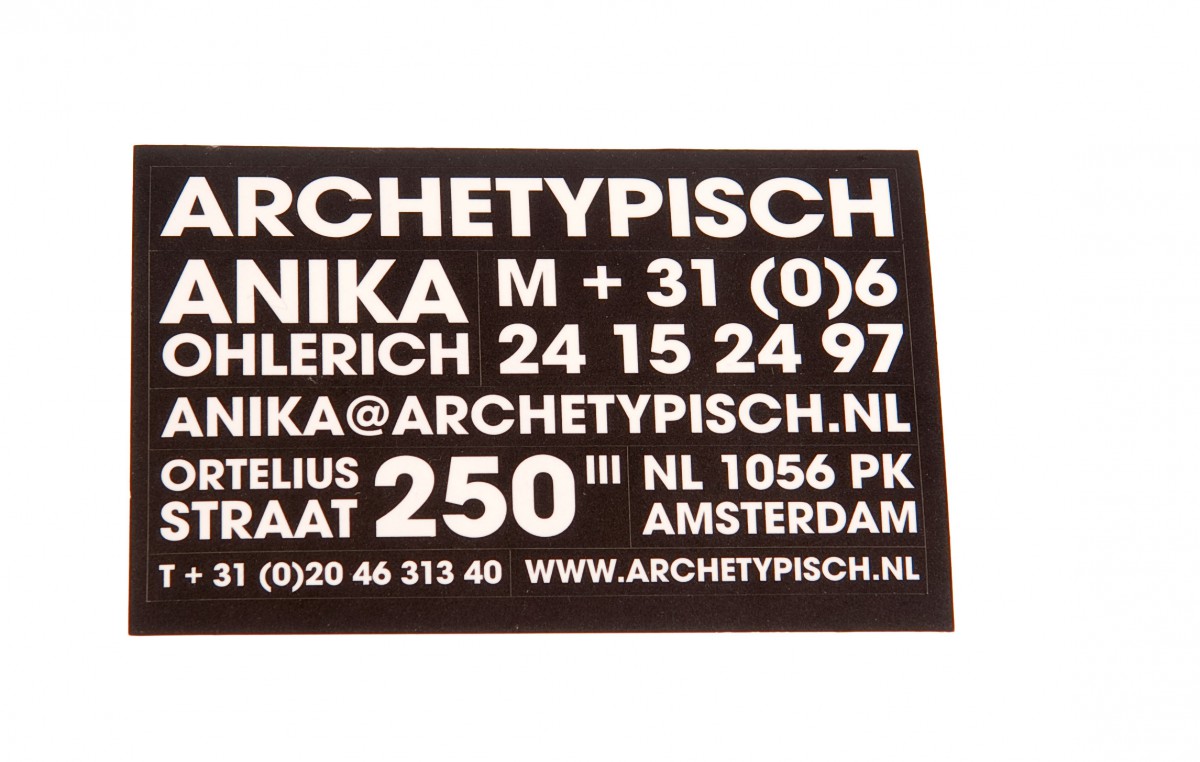 ARCHETYPISCH
ANIKA
OHLERICH
M + 31 (0)6
24 15 24 97
ANIKA@ARCHETYPISCH.NL
ORTELIUS
STRAAT
250 III
NL 1056 PK
AMSTERDAM
T + 31 (0)20 46 313 40
WWW.ARCHETYPISCH.NL